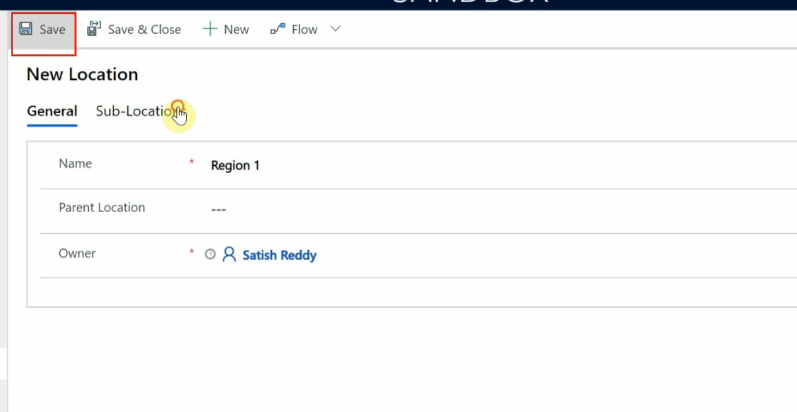 SANDBOX
Save Save & Close New Flow
New Location
General Sub-Locations
Name * Region 1
Parent Location ---
Owner * Satish Reddy